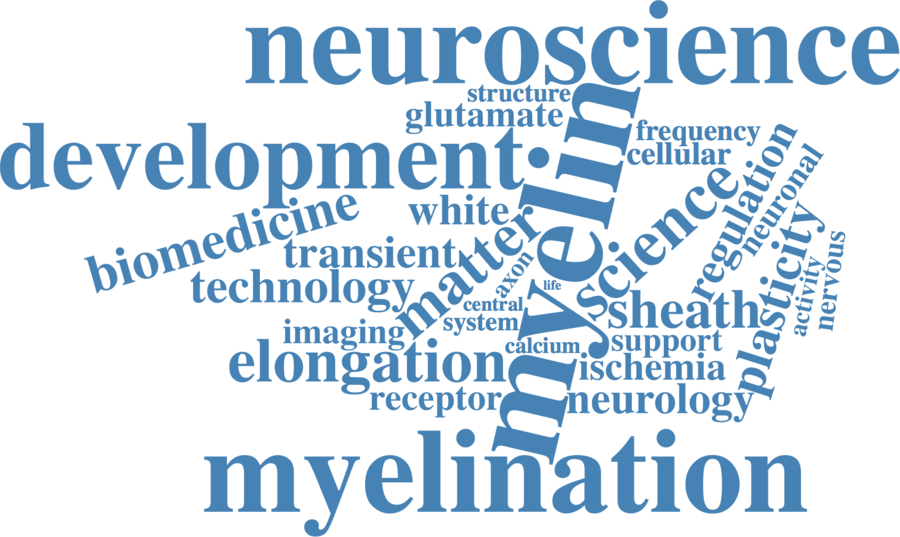 neuroscience
structure
glutamate
myelin
frequency
cellular
development
regulation
neuronal
biomedicine
white
matter
science
transient
technology
axon
life
central
system
plasticity
activity
nervous
sheath
imaging
calcium
support
elongation
ischemia
receptor
neurology
myelination